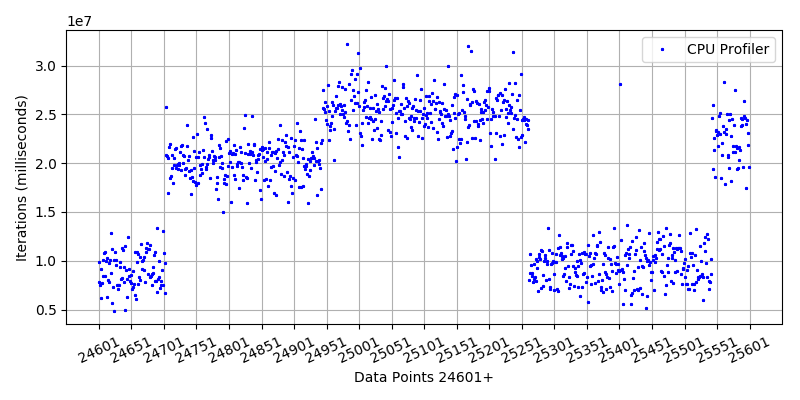 1e7
CPU Profiler
3.0
2.5
2.0
1.5
1.0
0.5
Iterations (milliseconds)
24601 24651 24701 24751 24801 24851 24901 24951 25001 25051 25101 25151 25201 25251 25301 25351 25401 25451 25501 25551 25601
Data Points 24601+